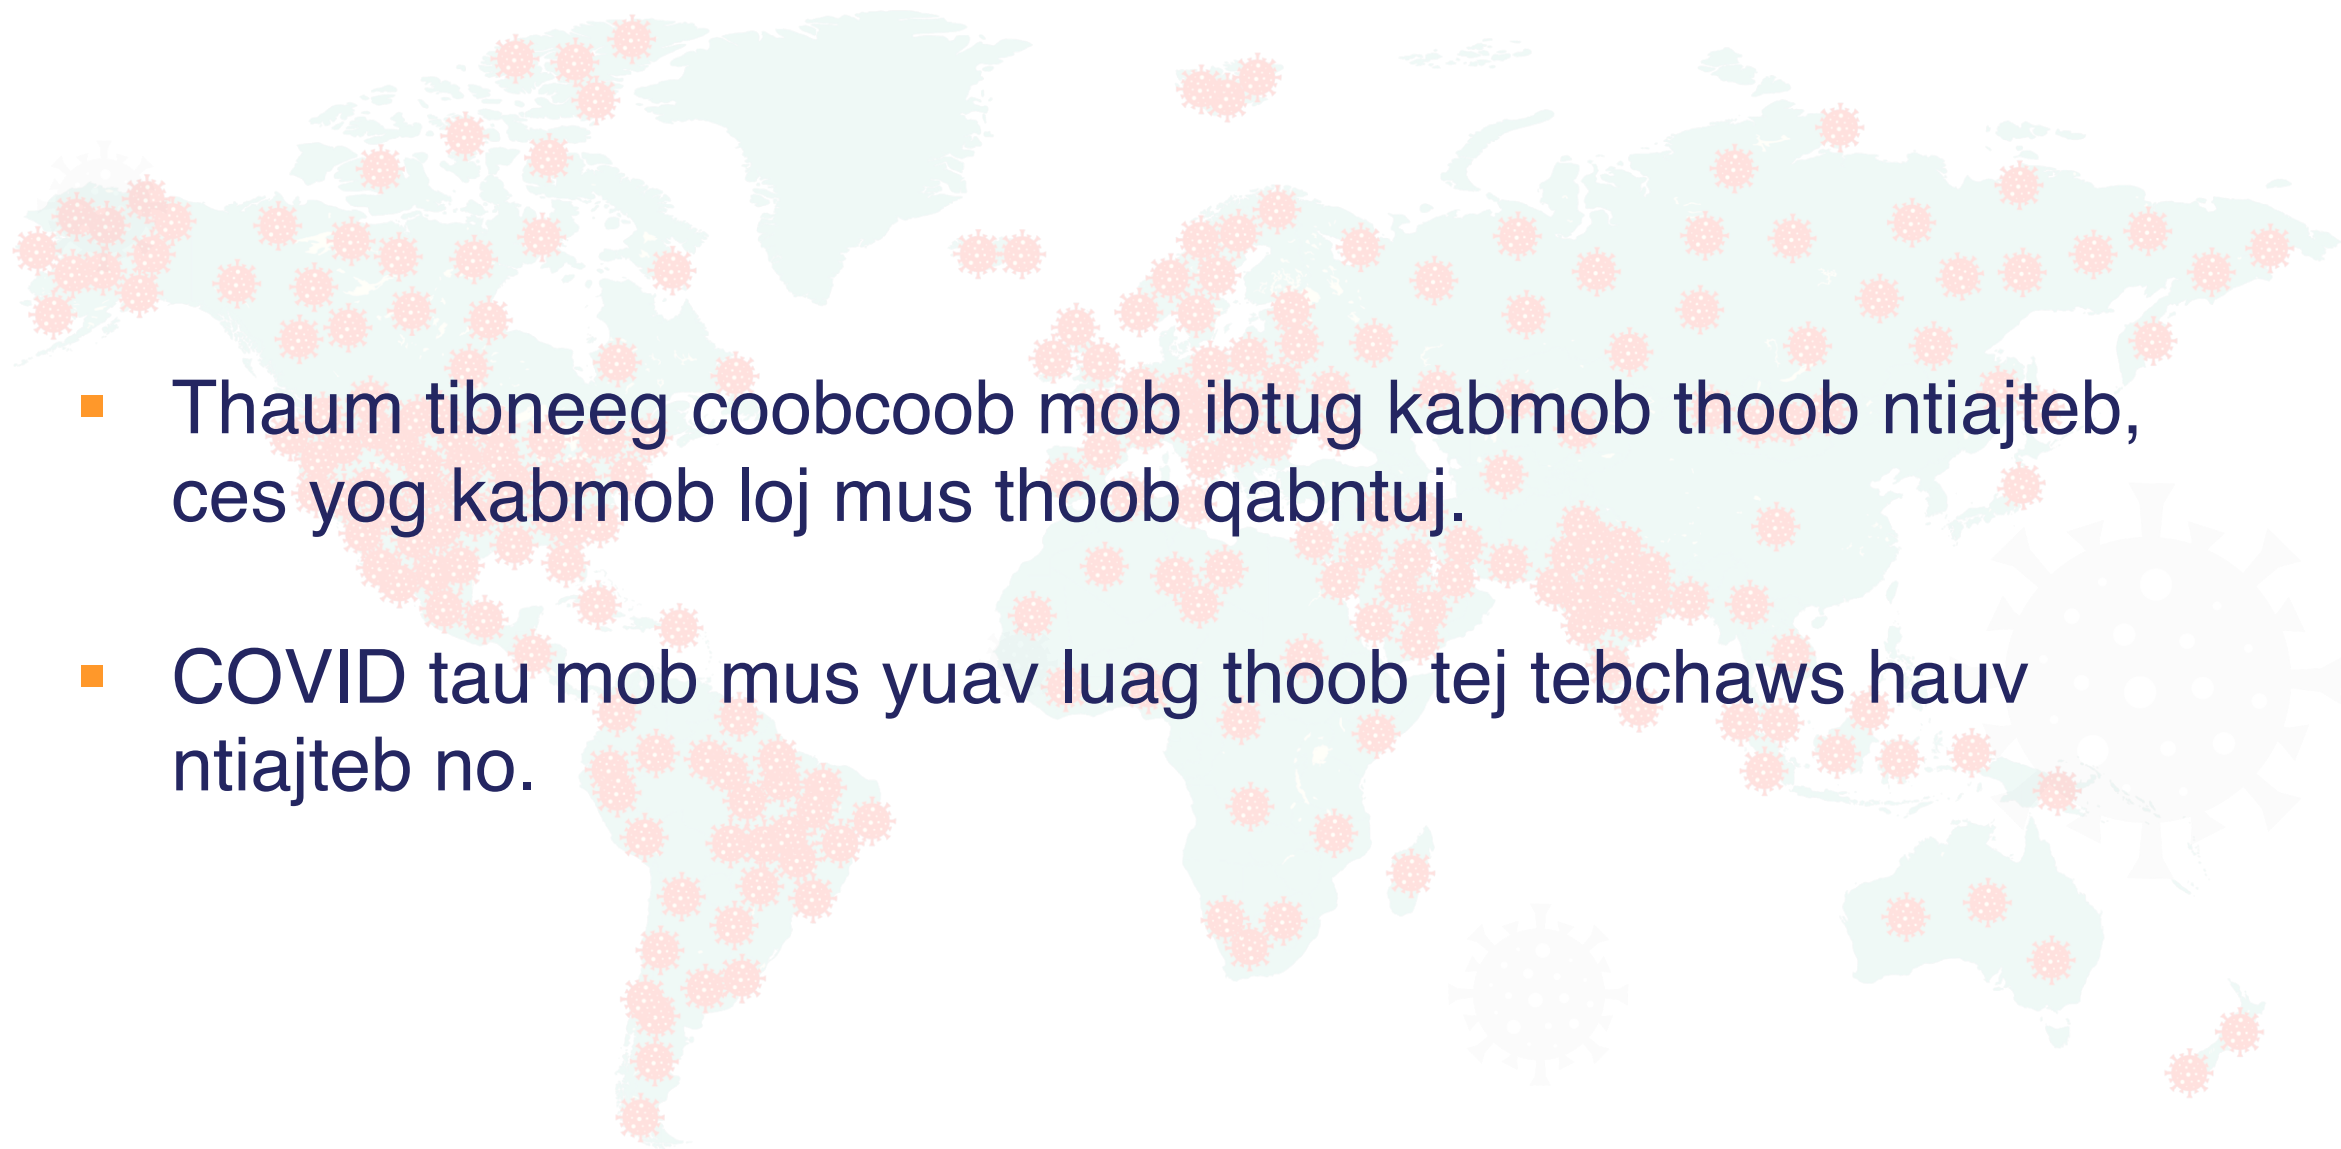 ▪ Thaum tibneeg coobcoob mob ibtug kabmob thoob ntiajteb,
ces yog kabmob loj mus thoob qabntuj.
▪ COVID tau mob mus yuav luag thoob tej tebchaws hauv
ntiajteb no.